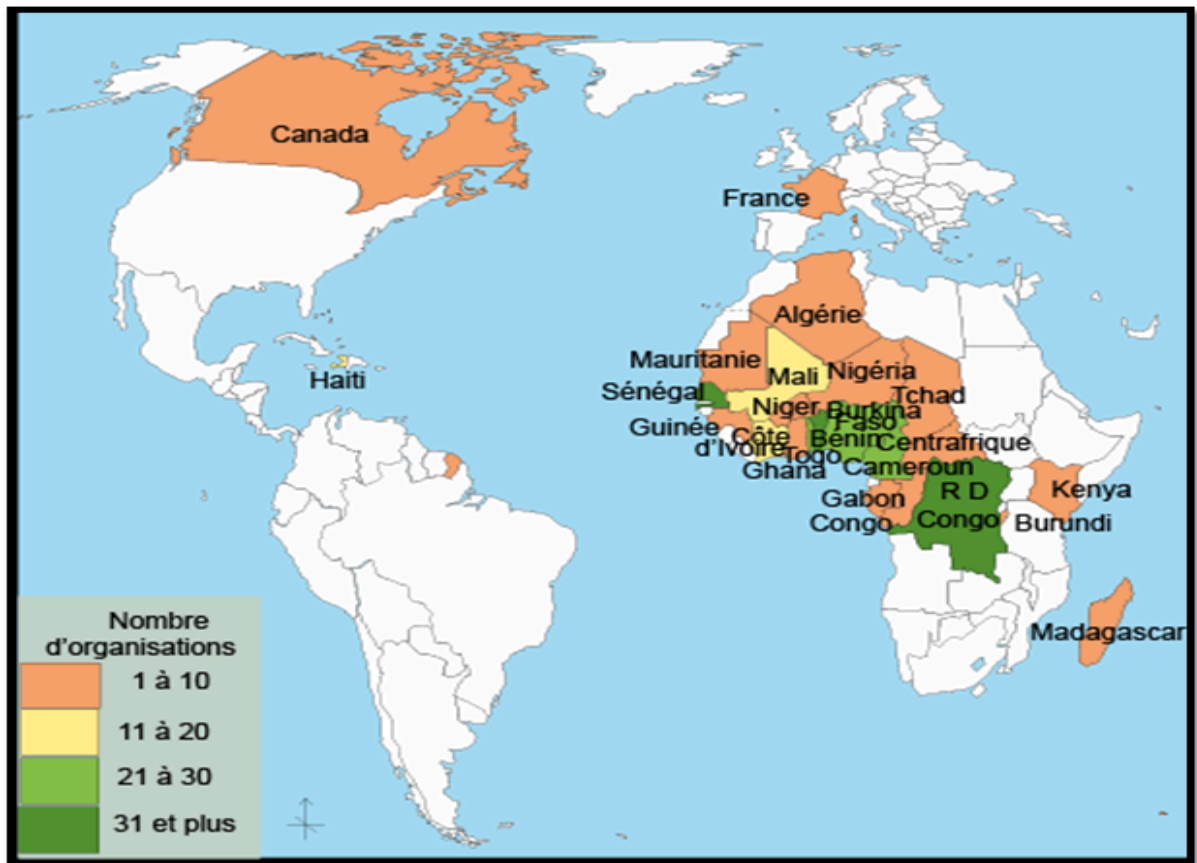 Canada
France
Algérie
Mauritanie
Mali
Nigéria
Haiti
Sénégal
Tchad
Niger
Burkina
Faso
Guinée
Côte
d'Ivoire
Bénin
Centrafrique
Togo
Ghana
Cameroun
Gabon
R D
Congo
Kenya
Congo
Burundi
Madagascar
Nombre
d'organisations
1 à 10
11 à 20
21 à 30
31 et plus